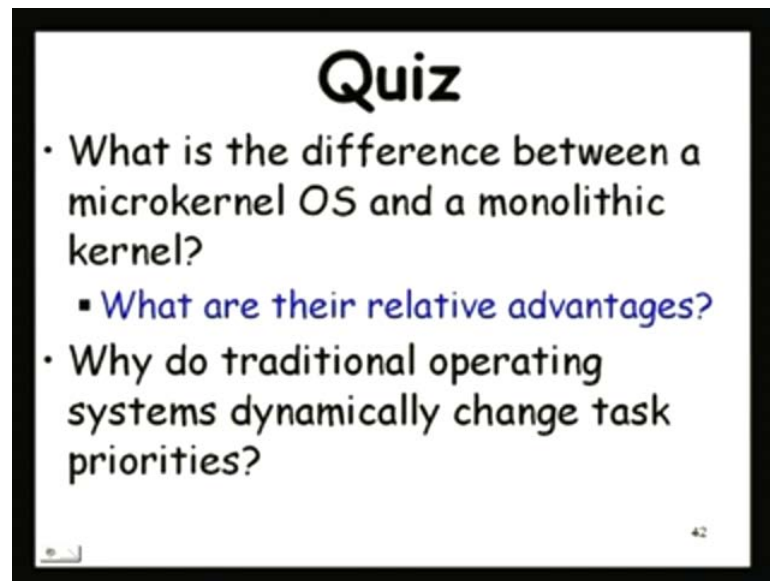 Quiz
• What is the difference between a
microkernel OS and a monolithic
kernel?
▪ What are their relative advantages?
• Why do traditional operating
systems dynamically change task
priorities?
42